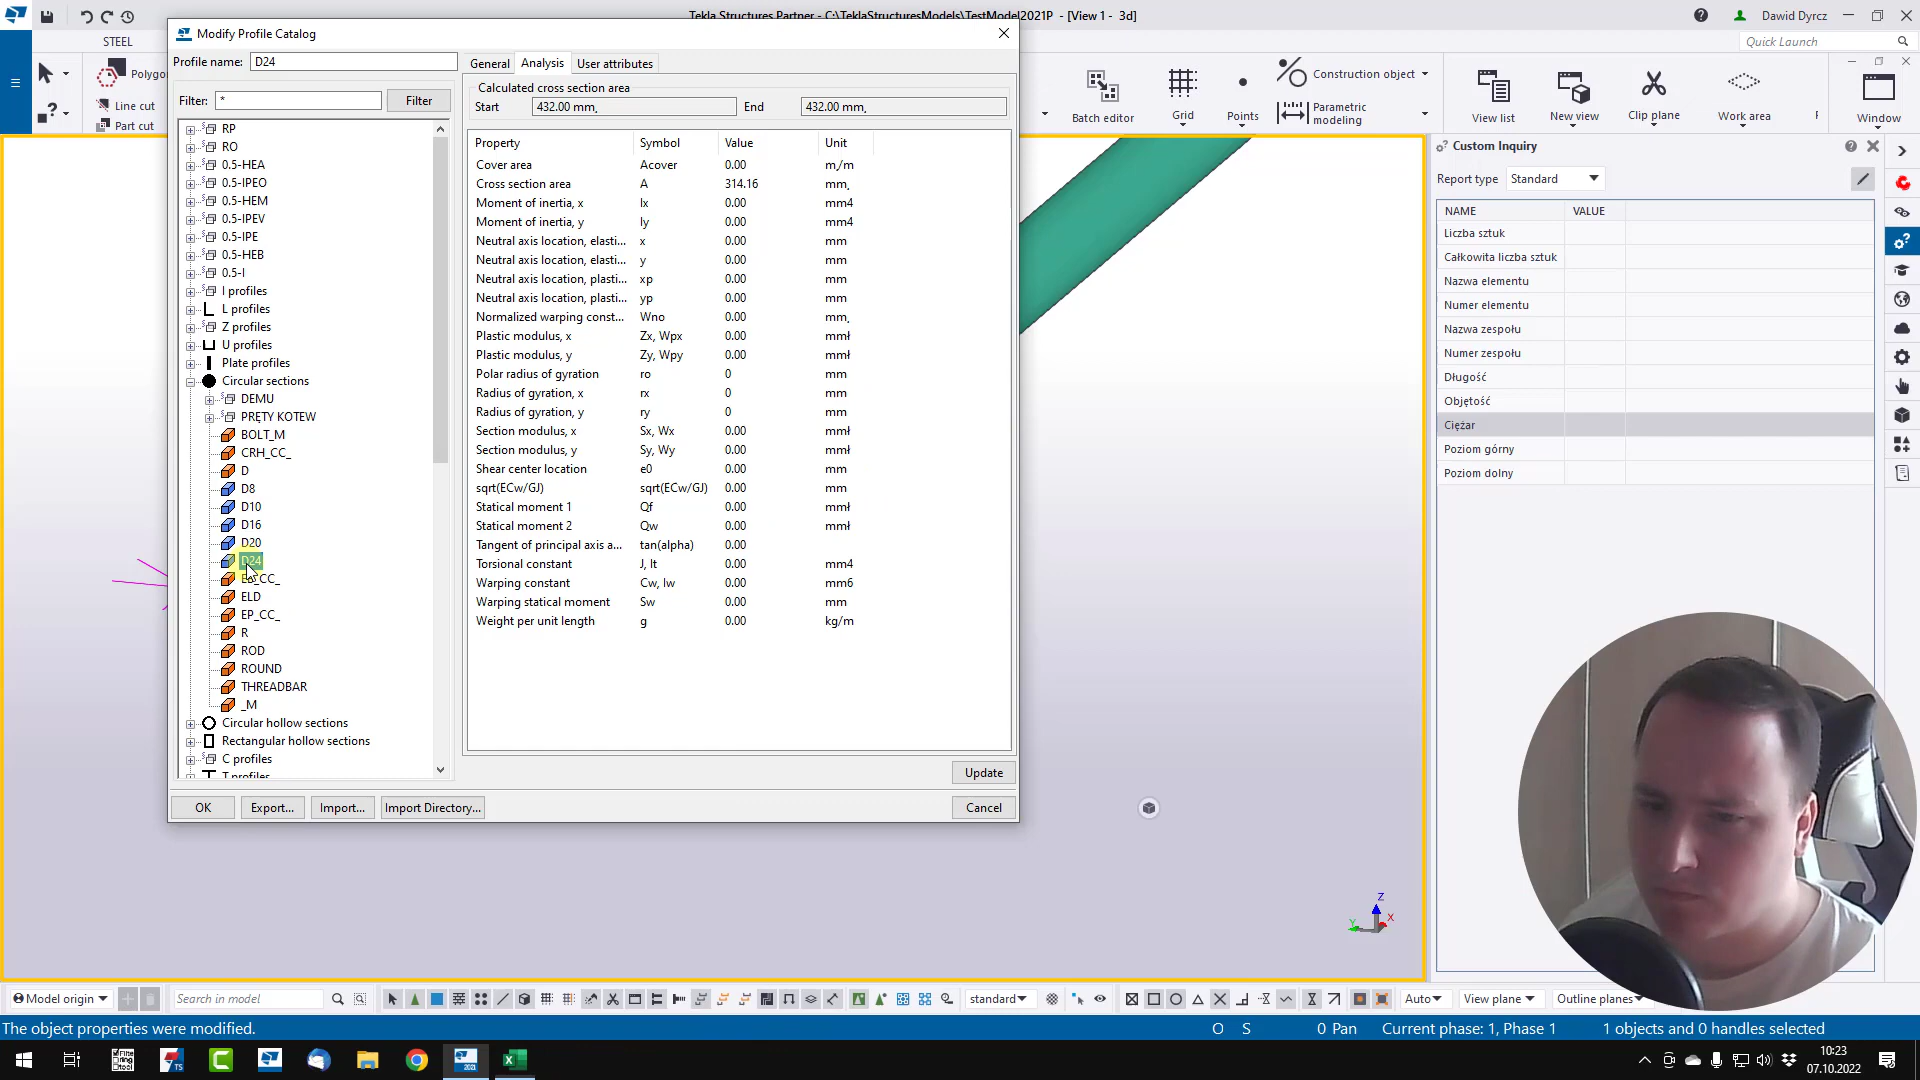 Tekla Structures Partner - C:\TeklaStructuresModels\TestModel2021P - [View 1 - 3d]
Dawid Dyrcz
STEEL
Quick Launch
Line cut
Part cut
Batch editor
Grid
Points
Construction object
Parametric
modeling
View list
New view
Clip plane
Work area
Window
Modify Profile Catalog
Profile name:
D24
Filter:
*
Filter
RP
RO
0.5-HEA
0.5-IPEO
0.5-HEM
0.5-IPEV
0.5-IPE
0.5-HEB
0.5-I
I profiles
L profiles
Z profiles
U profiles
Plate profiles
Circular sections
DEMU
PRĘTY KOTEW
BOLT_M
CRH_CC_
D
D8
D10
D16
D20
D24
ELD
EP_CC_
R
ROD
ROUND
THREADBAR
_M
Circular hollow sections
Rectangular hollow sections
C profiles
T profiles
OK
Export...
Import...
Import Directory...
General
Analysis
User attributes
Calculated cross section area
Start 432.00 mm, End 432.00 mm,
Property Symbol Value Unit
Cover area Acover 0.00 m/m
Cross section area A 314.16 mm,
Moment of inertia, x Ix 0.00 mm4
Moment of inertia, y Iy 0.00 mm4
Neutral axis location, elasti... x 0.00 mm
Neutral axis location, elasti... y 0.00 mm
Neutral axis location, plasti... xp 0.00 mm
Neutral axis location, plasti... yp 0.00 mm
Normalized warping const... Wno 0.00 mm,
Plastic modulus, x Zx, Wpx 0.00 mmł
Plastic modulus, y Zy, Wpy 0.00 mmł
Polar radius of gyration ro 0 mm
Radius of gyration, x rx 0 mm
Radius of gyration, y ry 0 mm
Section modulus, x Sx, Wx 0.00 mmł
Section modulus, y Sy, Wy 0.00 mmł
Shear center location e0 0.00 mm
sqrt(ECw/GJ) sqrt(ECw/GJ) 0.00 mm
Statical moment 1 Qf 0.00 mmł
Statical moment 2 Qw 0.00 mmł
Tangent of principal axis a... tan(alpha) 0.00
Torsional constant J, It 0.00 mm4
Warping constant Cw, Iw 0.00 mm6
Warping statical moment Sw 0.00 mm
Weight per unit length g 0.00 kg/m
Update
Cancel
Custom Inquiry
Report type Standard
NAME VALUE
Liczba sztuk
Całkowita liczba sztuk
Nazwa elementu
Numer elementu
Nazwa zespołu
Numer zespołu
Długość
Objętość
Ciężar
Poziom górny
Poziom dolny
Z
Y
X
Model origin
Search in model
standard
Auto
View plane
Outline planes
The object properties were modified.
O S 0 Pan Current phase: 1, Phase 1 1 objects and 0 handles selected
10:23
07.10.2022